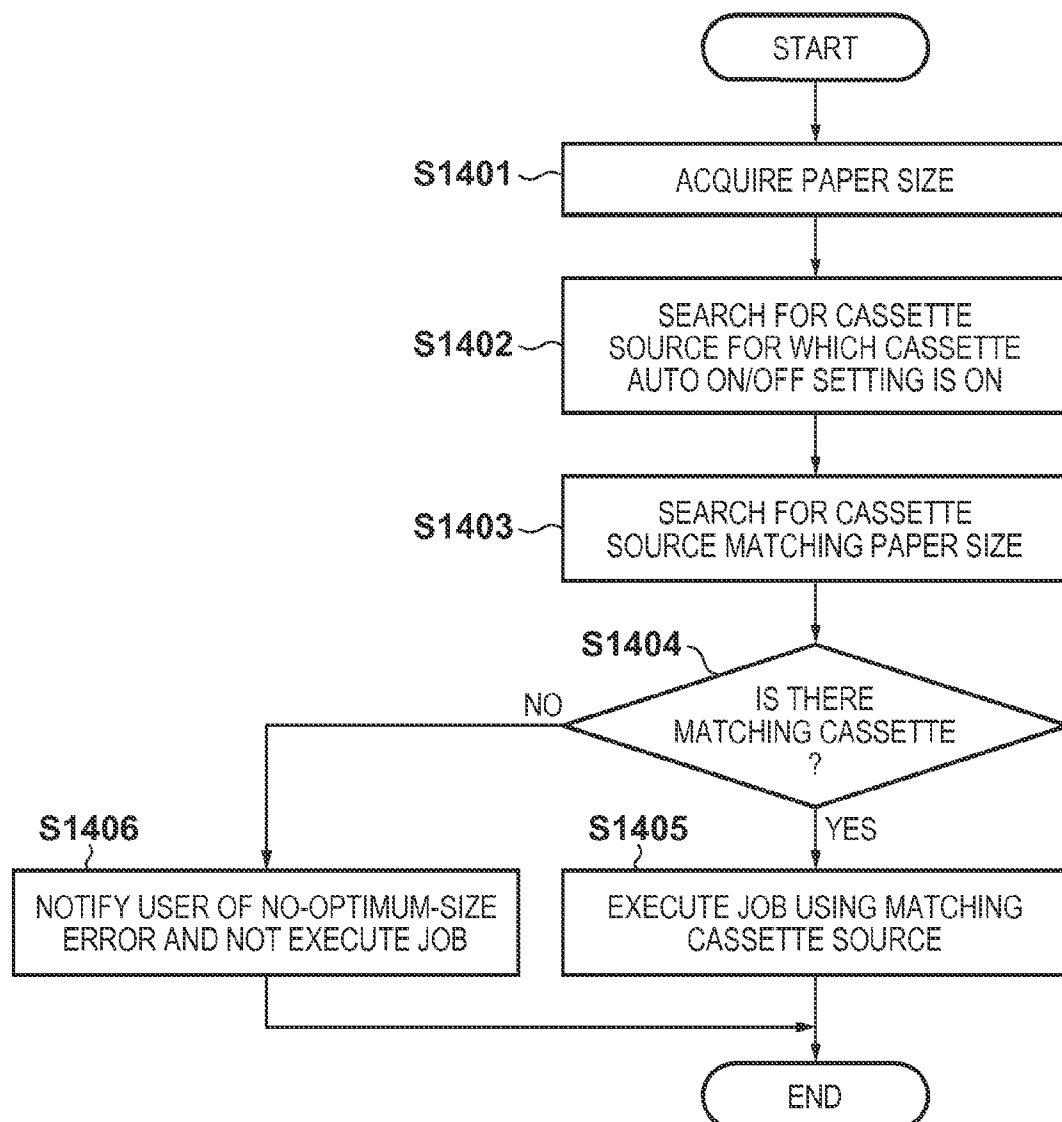 START
S1401
ACQUIRE PAPER SIZE
S1402
SEARCH FOR CASSETTE
SOURCE FOR WHICH CASSETTE
AUTO ON/OFF SETTING IS ON
S1403
SEARCH FOR CASSETTE
SOURCE MATCHING PAPER SIZE
S1404
IS THERE
MATCHING CASSETTE
?
NO
YES
S1406
NOTIFY USER OF NO-OPTIMUM-SIZE
ERROR AND NOT EXECUTE JOB
S1405
EXECUTE JOB USING MATCHING
CASSETTE SOURCE
END